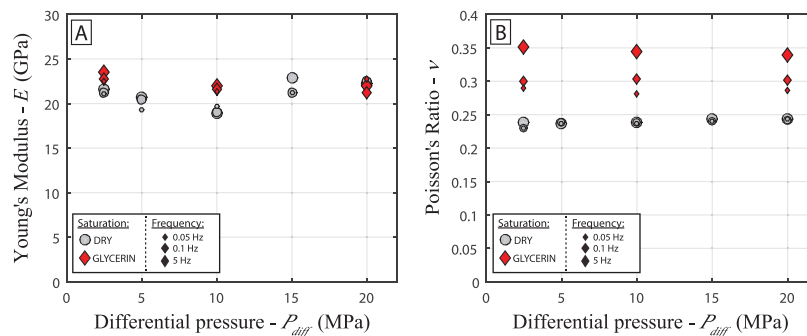 A
Young's Modulus - E (GPa)
30
25
20
15
10
5
0
Saturation:
DRY
GLYCERIN
Frequency:
0.05 Hz
0.1 Hz
5 Hz
0 5 10 15 20
Differential pressure - P_diff (MPa)
B
Poisson's Ratio - ν
0.4
0.35
0.3
0.25
0.2
0.15
0.1
0.05
0
Saturation:
DRY
GLYCERIN
Frequency:
0.05 Hz
0.1 Hz
5 Hz
0 5 10 15 20
Differential pressure - P_diff (MPa)